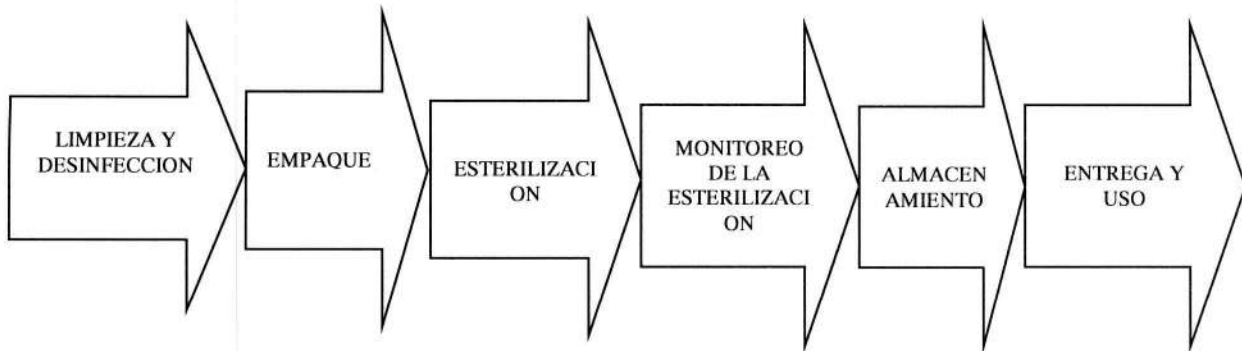 LIMPIEZA Y
DESINFECCION
EMPAQUE
ESTERILIZACI
ON
MONITOREO
DE LA
ESTERILIZACI
ON
ALMACEN
AMIENTO
ENTREGA Y
USO